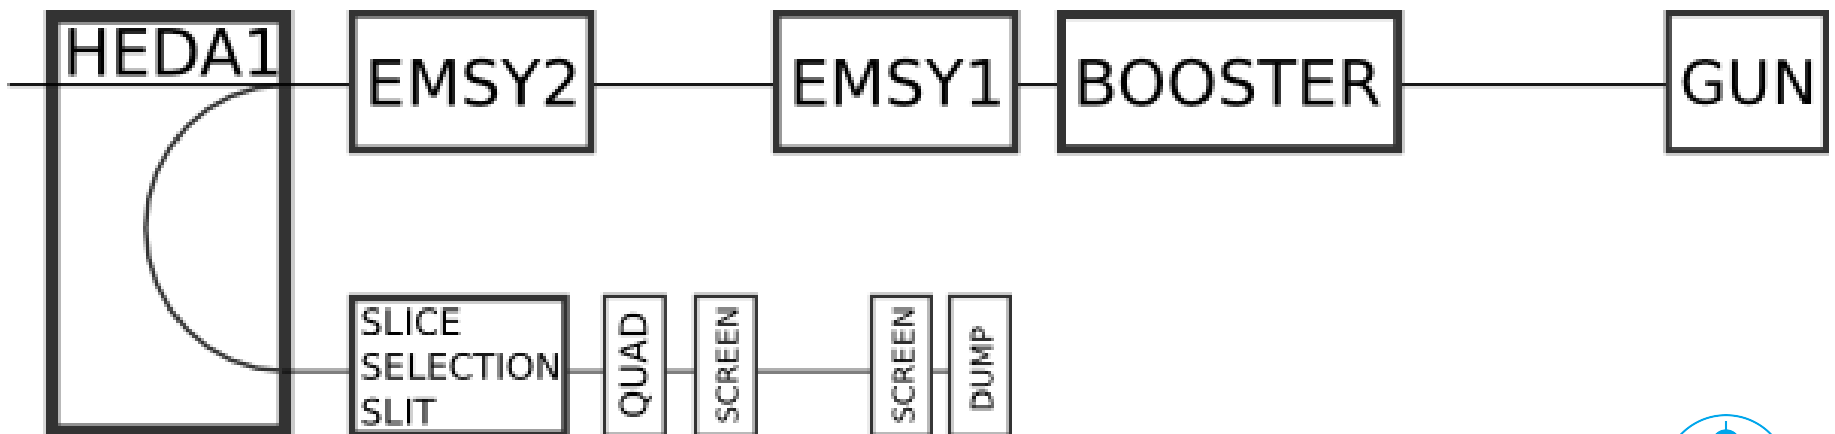 HEDA1
EMSY2
EMSY1
BOOSTER
GUN
SLICE
SELECTION
SLIT
QUAD
SCREEN
SCREEN
DUMP